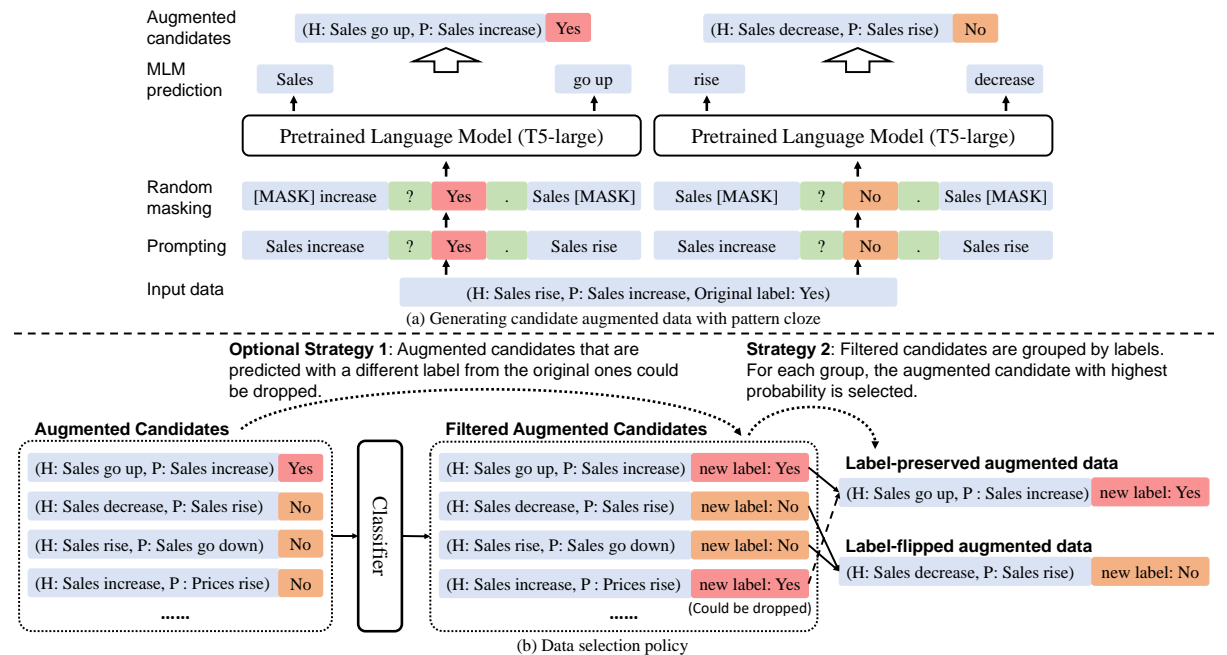 Augmented candidates
(H: Sales go up, P: Sales increase) Yes
(H: Sales decrease, P: Sales rise) No
MLM prediction
Sales
go up
rise
decrease
Pretrained Language Model (T5-large)
Pretrained Language Model (T5-large)
Random masking
[MASK] increase ? Yes . Sales [MASK]
Sales [MASK] ? No . Sales [MASK]
Prompting
Sales increase ? Yes . Sales rise
Sales increase ? No . Sales rise
Input data
(H: Sales rise, P: Sales increase, Original label: Yes)
(a) Generating candidate augmented data with pattern cloze
Optional Strategy 1: Augmented candidates that are
predicted with a different label from the original ones could
be dropped.
Strategy 2: Filtered candidates are grouped by labels.
For each group, the augmented candidate with highest
probability is selected.
Augmented Candidates
(H: Sales go up, P: Sales increase) Yes
(H: Sales decrease, P: Sales rise) No
(H: Sales rise, P: Sales go down) No
(H: Sales increase, P : Prices rise) No
......
Classifier
Filtered Augmented Candidates
(H: Sales go up, P: Sales increase) new label: Yes
(H: Sales decrease, P: Sales rise) new label: No
(H: Sales rise, P: Sales go down) new label: No
(H: Sales increase, P : Prices rise) new label: Yes
(Could be dropped)
......
Label-preserved augmented data
(H: Sales go up, P : Sales increase) new label: Yes
Label-flipped augmented data
(H: Sales decrease, P: Sales rise) new label: No
(b) Data selection policy